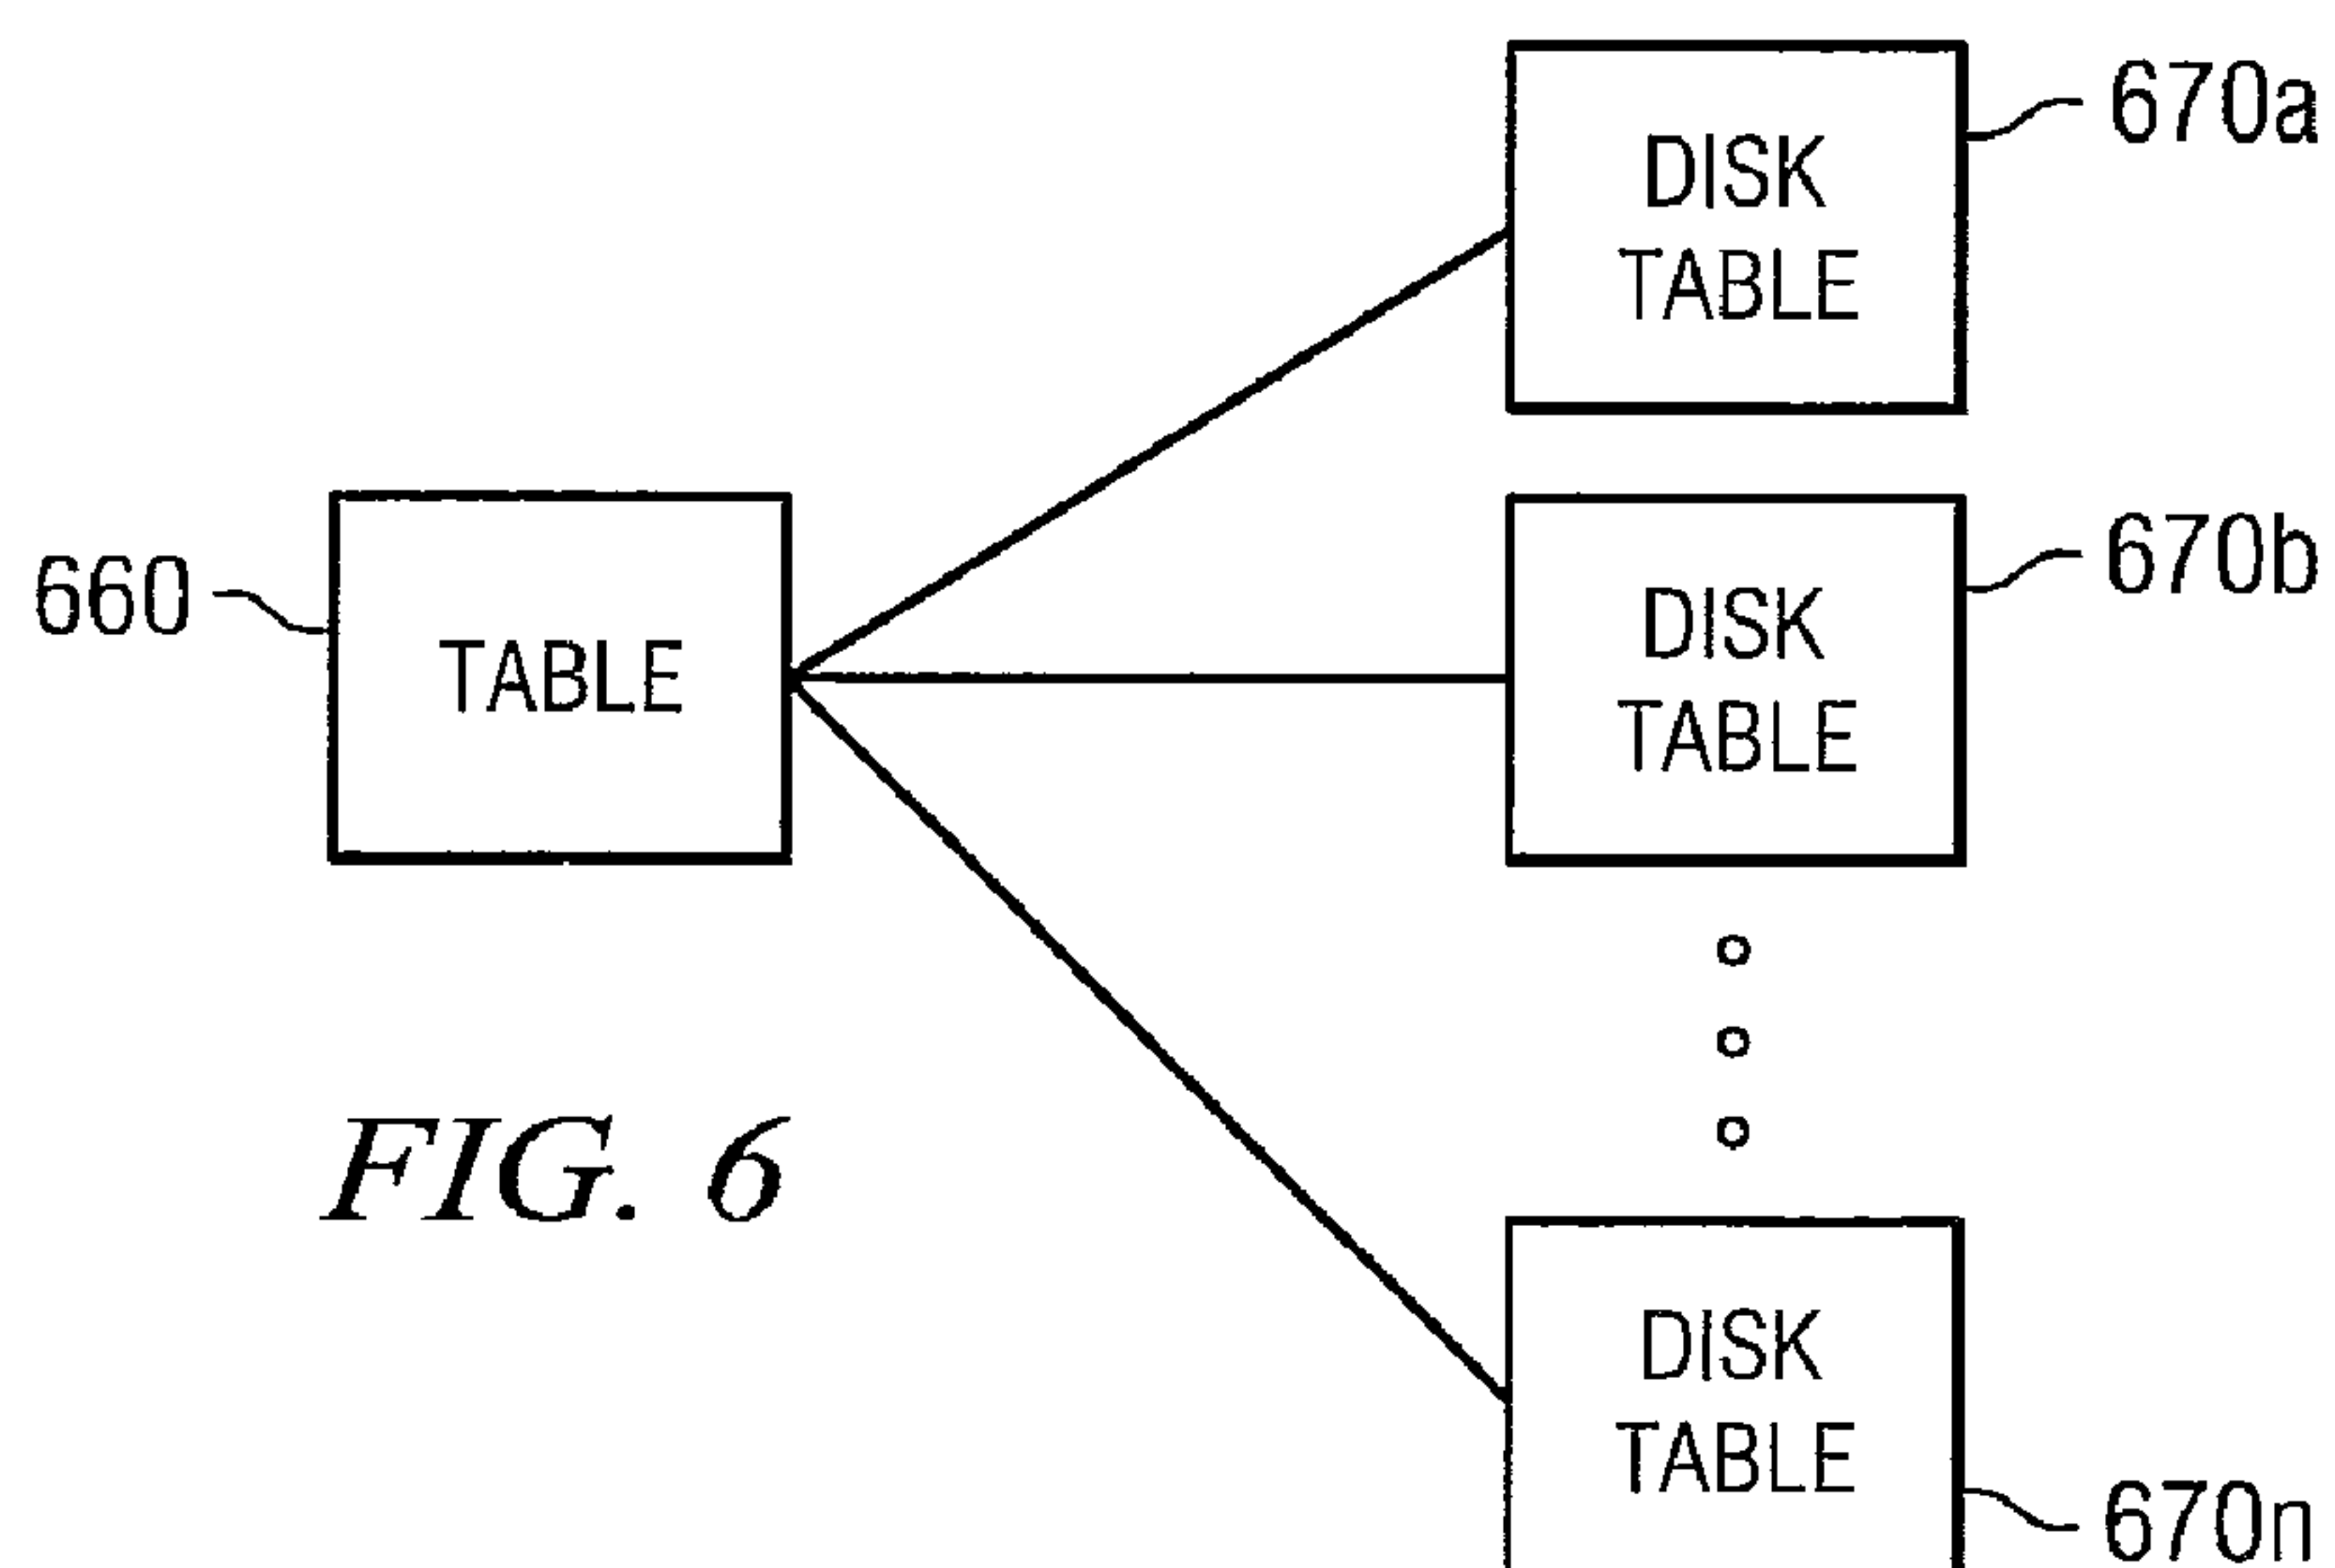 670a
DISK
TABLE
670b
660
DISK
TABLE
TABLE
FIG. 6
DISK
TABLE
670n